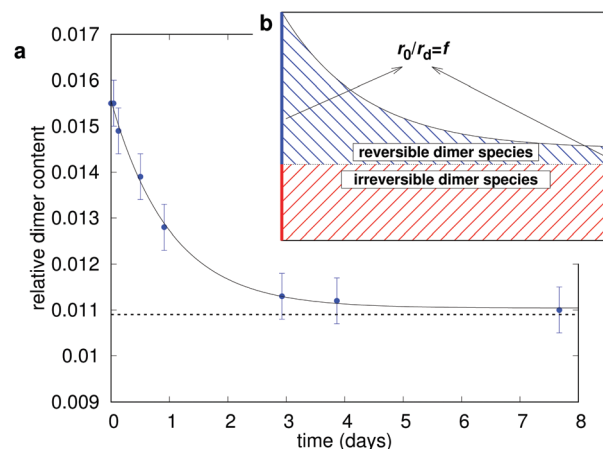 a
b
0.017
0.016
0.015
0.014
0.013
0.012
0.011
0.01
0.009
relative dimer content
0 1 2 3 4 5 6 7 8
time (days)
r0/rd=f
reversible dimer species
irreversible dimer species